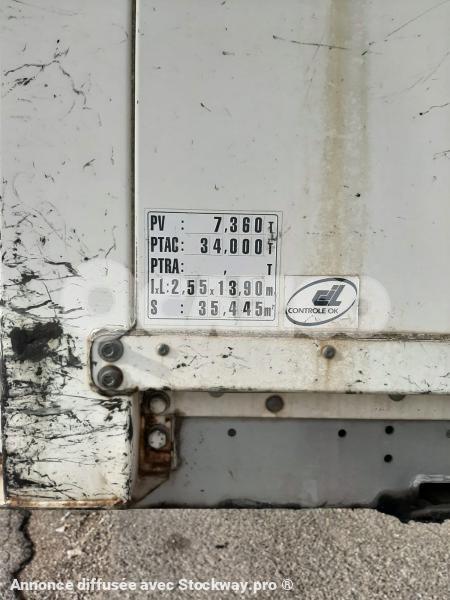 PV : 7,360 T
PTAC: 34,000 T
PTRA: , T
lxL: 2,55 x 13,90 m
S : 35,445 m²
CONTROLE OK
Annonce diffusée avec Stockway.pro ®